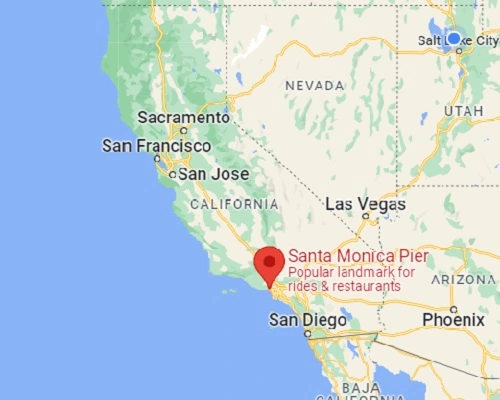 Salt Lake City
NEVADA
UTAH
Sacramento
San Francisco
San Jose
CALIFORNIA
Las Vegas
Santa Monica Pier
Popular landmark for
rides & restaurants
ARIZONA
San Diego
Phoenix
BAJA
CALIFORNIA